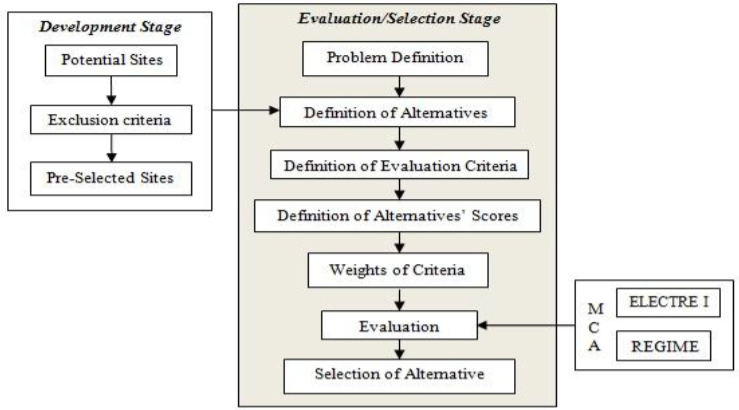 Development Stage
Potential Sites
Exclusion criteria
Pre-Selected Sites
Evaluation/Selection Stage
Problem Definition
Definition of Alternatives
Definition of Evaluation Criteria
Definition of Alternatives' Scores
Weights of Criteria
Evaluation
Selection of Alternative
M
C
A
ELECTRE I
REGIME